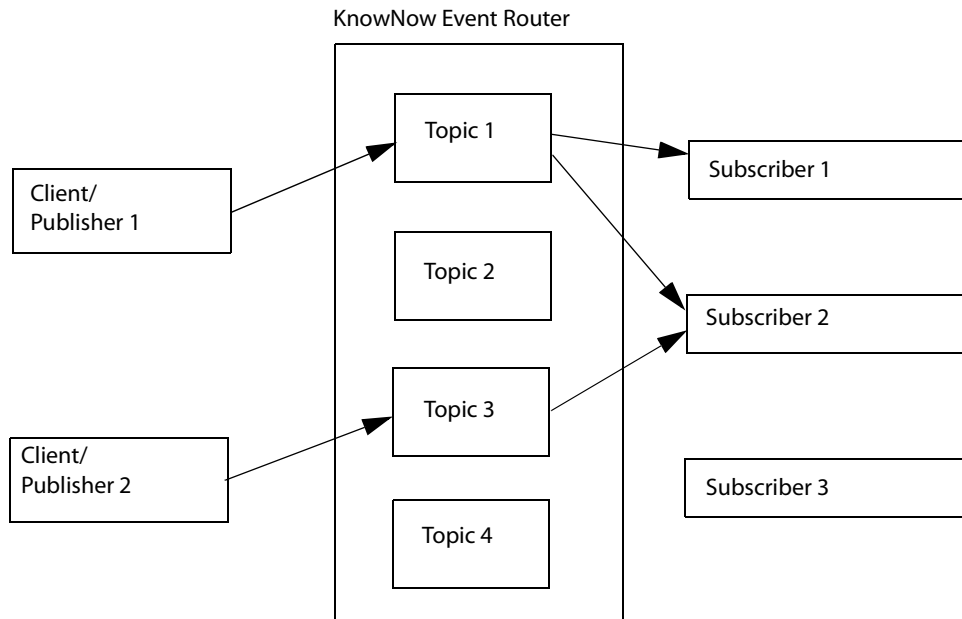 KnowNow Event Router
Topic 1
Client/
Publisher 1
Subscriber 1
Topic 2
Subscriber 2
Topic 3
Client/
Publisher 2
Subscriber 3
Topic 4